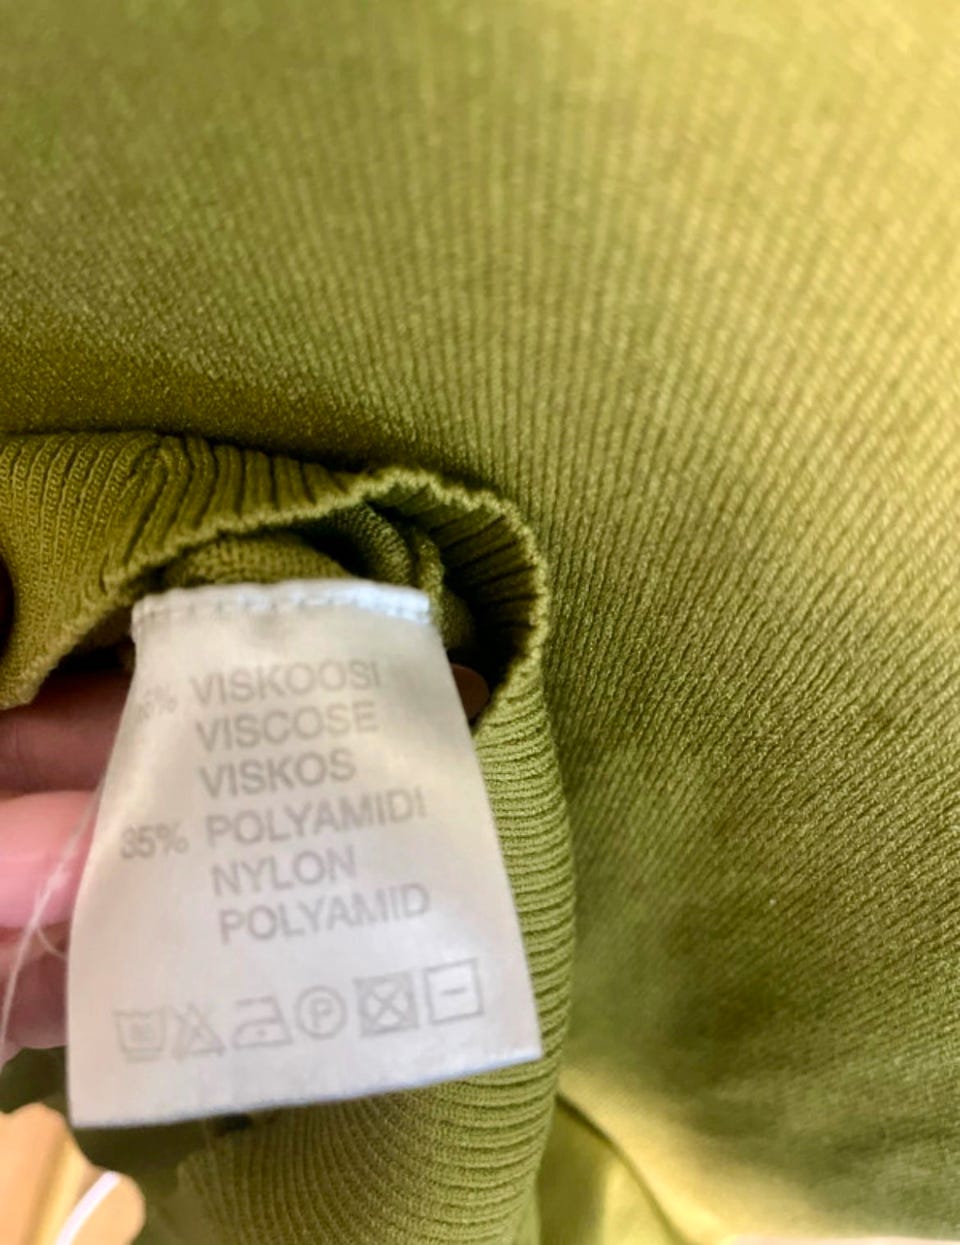 VISKOOSI
VISCOSE
VISKOS
35% POLYAMIDI
NYLON
POLYAMID